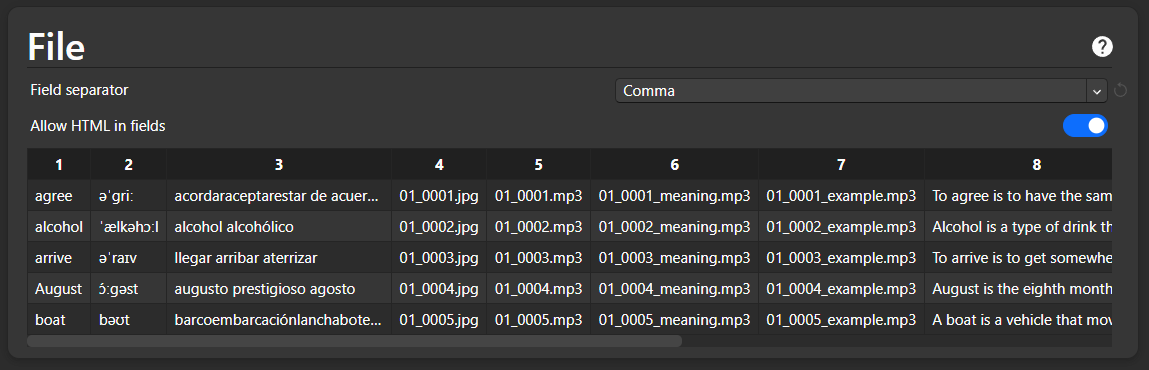 File
?
Field separator Comma
Allow HTML in fields
1 2 3 4 5 6 7 8
agree əˈɡriː acordaraceptarestar de acuer... 01_0001.jpg 01_0001.mp3 01_0001_meaning.mp3 01_0001_example.mp3 To agree is to have the sam
alcohol ˈælkəhɔːl alcohol alcohólico 01_0002.jpg 01_0002.mp3 01_0002_meaning.mp3 01_0002_example.mp3 Alcohol is a type of drink th
arrive əˈraɪv llegar arribar aterrizar 01_0003.jpg 01_0003.mp3 01_0003_meaning.mp3 01_0003_example.mp3 To arrive is to get somewhe
August ɔ́ːgəst augusto prestigioso agosto 01_0004.jpg 01_0004.mp3 01_0004_meaning.mp3 01_0004_example.mp3 August is the eighth month
boat bəʊt barcoembarcaciónlanchabote... 01_0005.jpg 01_0005.mp3 01_0005_meaning.mp3 01_0005_example.mp3 A boat is a vehicle that mov